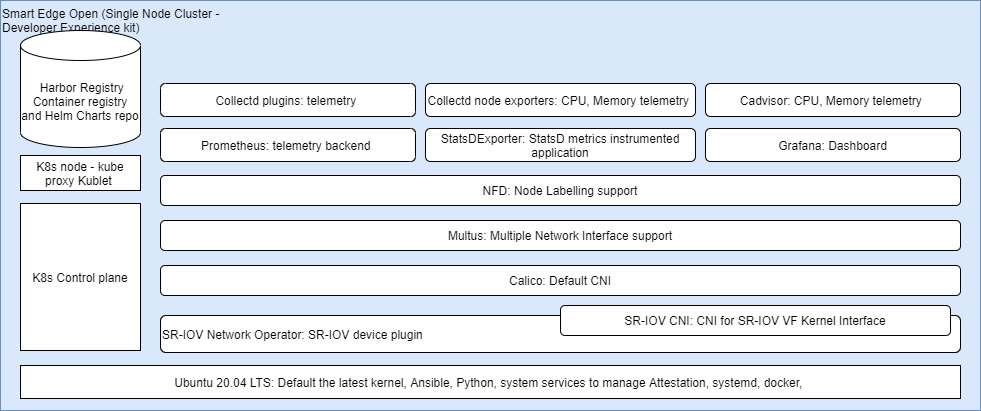 Smart Edge Open (Single Node Cluster -
Developer Experience kit)
Harbor Registry
Container registry
and Helm Charts repo
Collectd plugins: telemetry
Collectd node exporters: CPU, Memory telemetry
Cadvisor: CPU, Memory telemetry
Prometheus: telemetry backend
StatsDExporter: StatsD metrics instrumented
application
Grafana: Dashboard
K8s node - kube
proxy Kublet
NFD: Node Labelling support
Multus: Multiple Network Interface support
K8s Control plane
Calico: Default CNI
SR-IOV CNI: CNI for SR-IOV VF Kernel Interface
SR-IOV Network Operator: SR-IOV device plugin
Ubuntu 20.04 LTS: Default the latest kernel, Ansible, Python, system services to manage Attestation, systemd, docker,